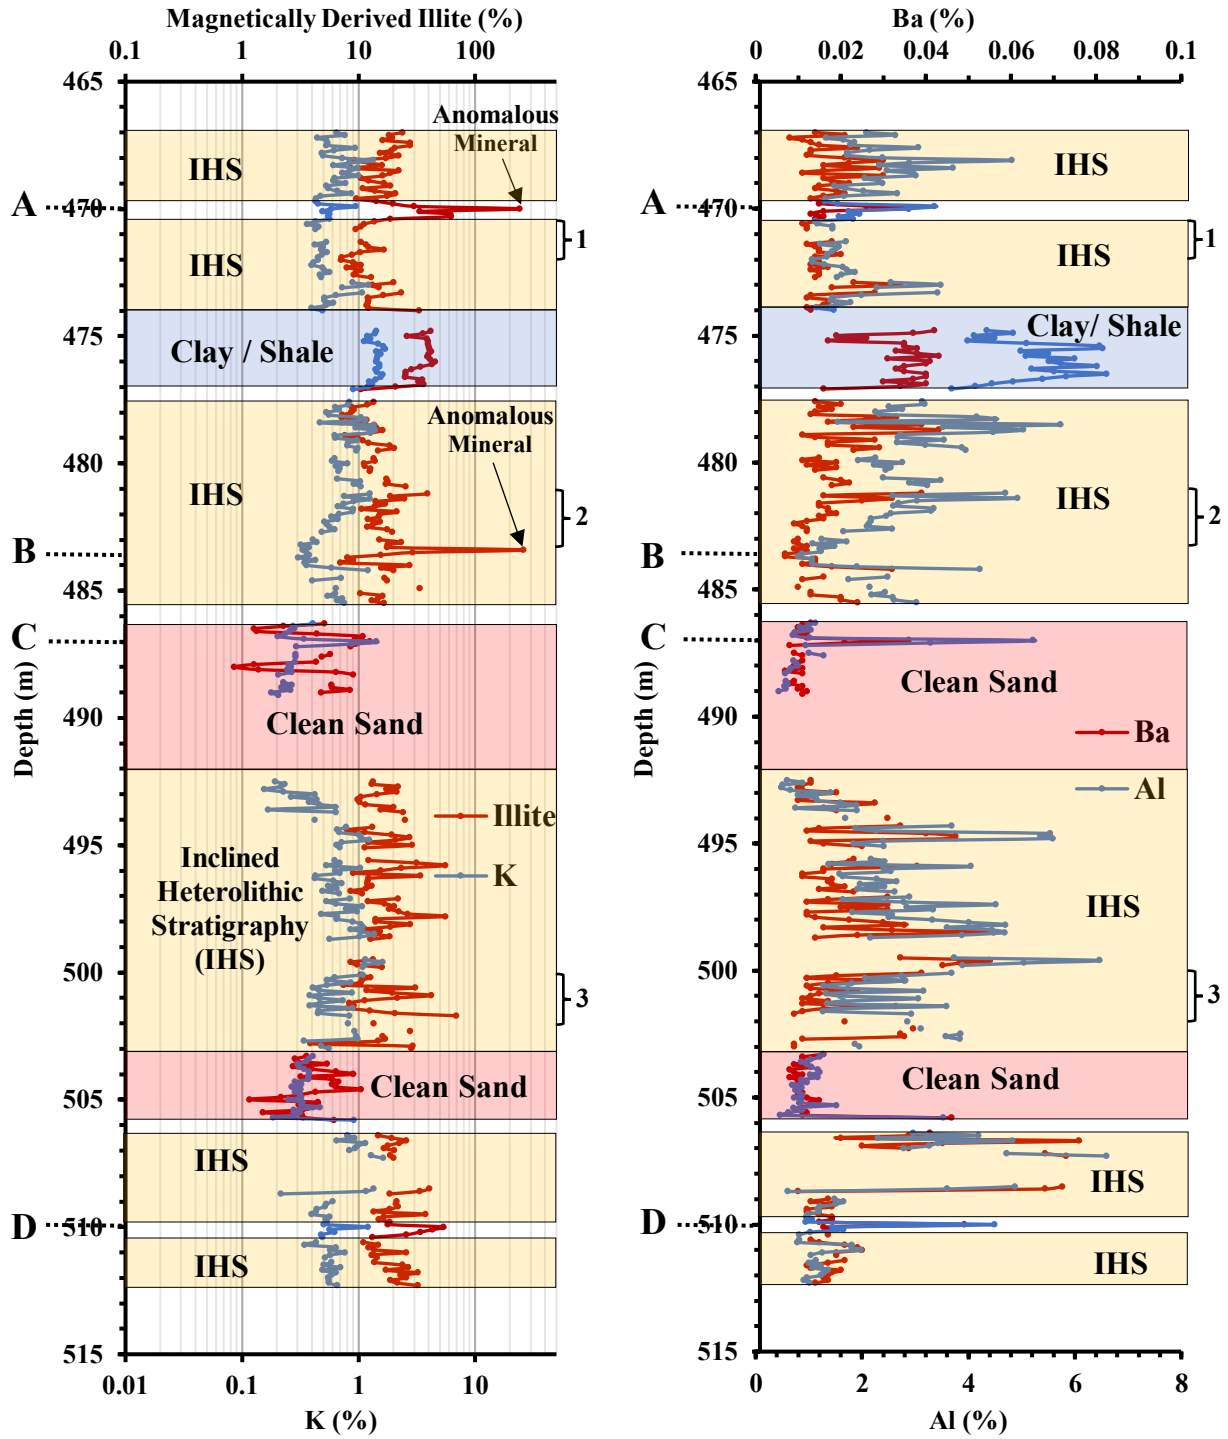 Magnetically Derived Illite (%)
0.1 1 10 100
465
470
475
480
485
490
495
500
505
510
515
Depth (m)
0.01 0.1 1 10 100
K (%)
A
B
C
D
IHS
Anomalous
Mineral
IHS
1
Clay / Shale
Anomalous
Mineral
IHS
2
Clean Sand
Illite
K
Inclined
Heterolithic
Stratigraphy
(IHS)
3
Clean Sand
IHS
IHS
Ba (%)
0 0.02 0.04 0.06 0.08 0.1
465
470
475
480
485
490
495
500
505
510
515
Depth (m)
0 2 4 6 8
Al (%)
A
B
C
D
IHS
IHS
1
Clay/ Shale
IHS
2
Clean Sand
Ba
Al
IHS
3
Clean Sand
IHS
IHS